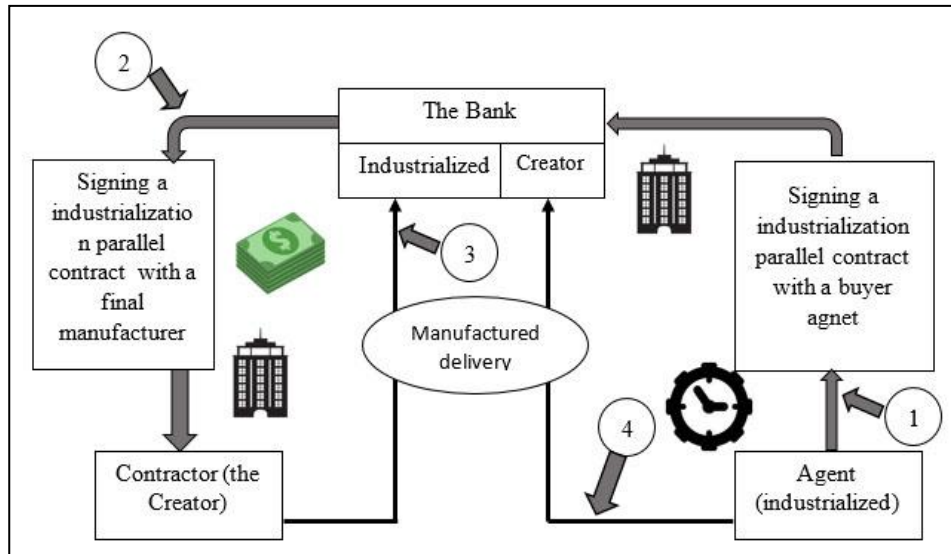 2
The Bank
Industrialized
Creator
Signing a
industrializatio
n parallel
contract with a
final
manufacturer
Signing a
industrialization
parallel contract
with a buyer
agnet
3
Manufactured
delivery
4
1
Contractor (the
Creator)
Agent
(industrialized)